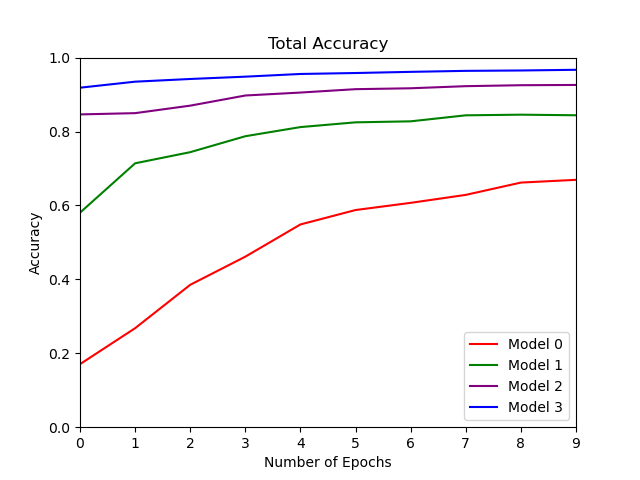 Total Accuracy
1.0
0.8
0.6
0.4
0.2
0.0
Accuracy
Model 0
Model 1
Model 2
Model 3
0 1 2 3 4 5 6 7 8 9
Number of Epochs